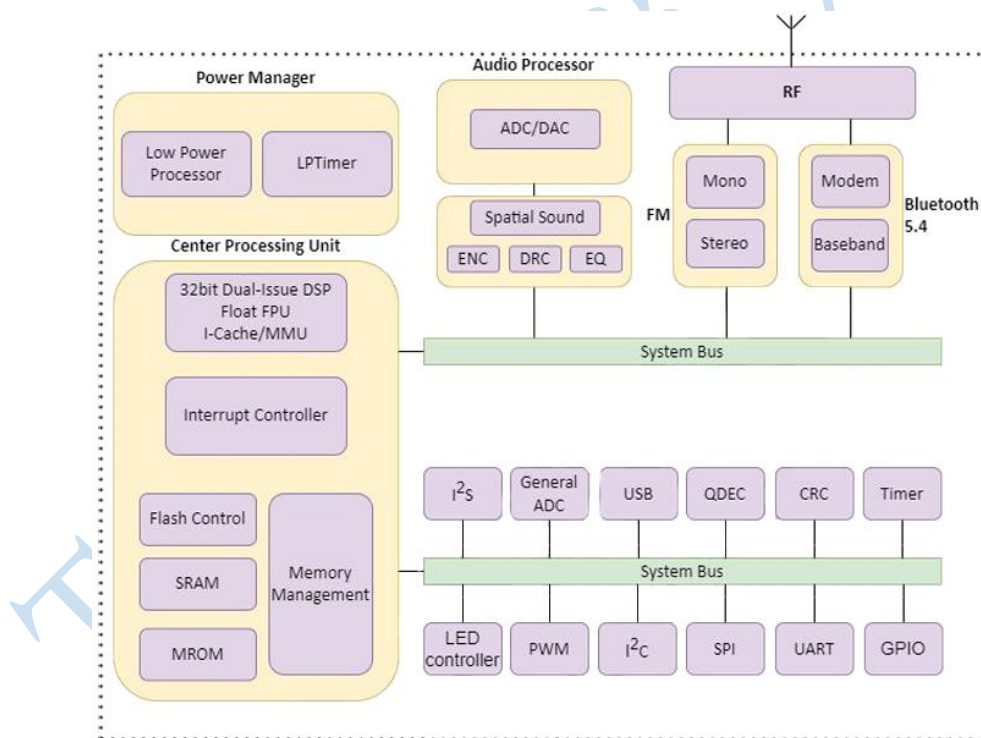 Power Manager
Low Power
Processor
LPTimer
Audio Processor
ADC/DAC
Spatial Sound
ENC
DRC
EQ
RF
FM
Mono
Stereo
Modem
Baseband
Bluetooth
5.4
Center Processing Unit
32bit Dual-Issue DSP
Float FPU
I-Cache/MMU
Interrupt Controller
Flash Control
SRAM
MROM
Memory
Management
System Bus
I²S
General
ADC
USB
QDEC
CRC
Timer
System Bus
LED
controller
PWM
I²C
SPI
UART
GPIO